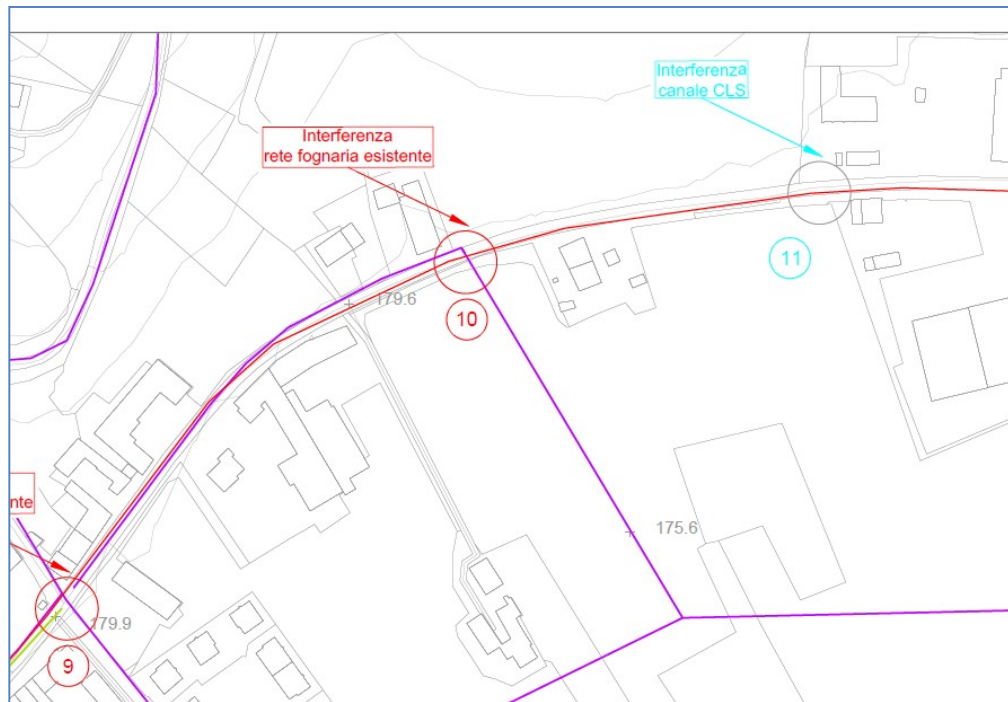 Interferenza
canale CLS
Interferenza
rete fognaria esistente
11
179.6
10
175.6
nte
179.9
9